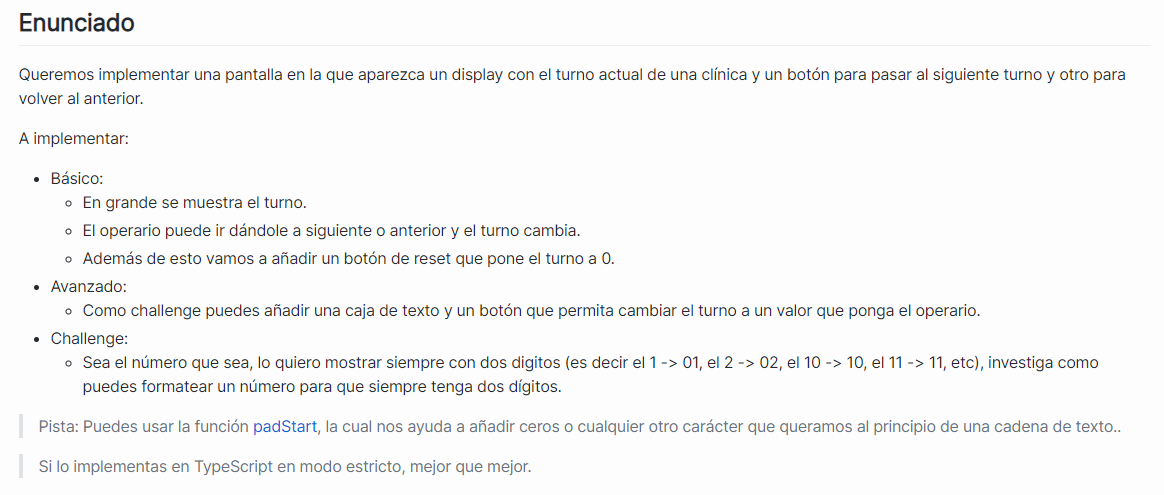 Enunciado
Queremos implementar una pantalla en la que aparezca un display con el turno actual de una clínica y un botón para pasar al siguiente turno y otro para
volver al anterior.
A implementar:
• Básico:
◦ En grande se muestra el turno.
◦ El operario puede ir dándole a siguiente o anterior y el turno cambia.
◦ Además de esto vamos a añadir un botón de reset que pone el turno a 0.
• Avanzado:
◦ Como challenge puedes añadir una caja de texto y un botón que permita cambiar el turno a un valor que ponga el operario.
• Challenge:
◦ Sea el número que sea, lo quiero mostrar siempre con dos digitos (es decir el 1 -> 01, el 2 -> 02, el 10 -> 10, el 11 -> 11, etc), investiga como
puedes formatear un número para que siempre tenga dos dígitos.
Pista: Puedes usar la función padStart, la cual nos ayuda a añadir ceros o cualquier otro carácter que queramos al principio de una cadena de texto..
Si lo implementas en TypeScript en modo estricto, mejor que mejor.